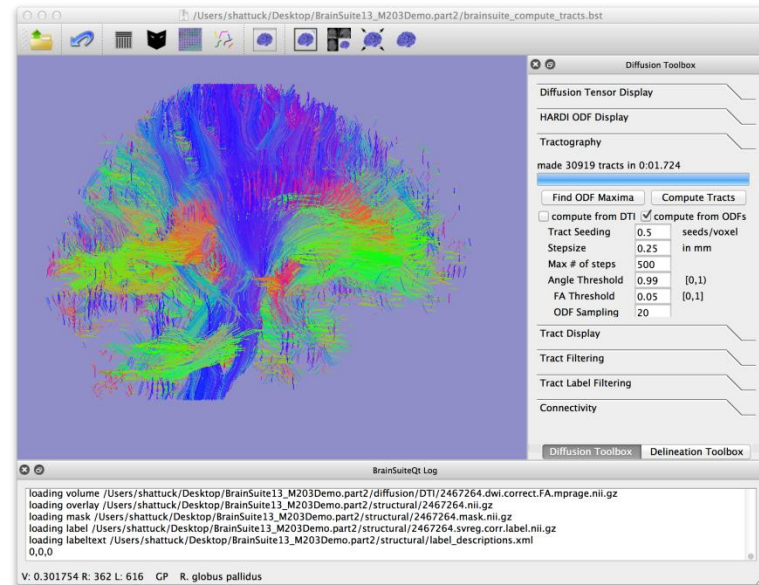 /Users/shattuck/Desktop/BrainSuite13_M203Demo.part2/brainsuite_compute_tracts.bst
Diffusion Toolbox
Diffusion Tensor Display
HARDI ODF Display
Tractography
made 30919 tracts in 0:01.724
Find ODF Maxima Compute Tracts
compute from DTI compute from ODFs
Tract Seeding 0.5 seeds/voxel
Stepsize 0.25 in mm
Max # of steps 500
Angle Threshold 0.99 [0,1)
FA Threshold 0.05 [0,1]
ODF Sampling 20
Tract Display
Tract Filtering
Tract Label Filtering
Connectivity
Diffusion Toolbox Delineation Toolbox
BrainSuiteQt Log
loading volume /Users/shattuck/Desktop/BrainSuite13_M203Demo.part2/diffusion/DTI/2467264.dwi.correct.FA.mprage.nii.gz
loading overlay /Users/shattuck/Desktop/BrainSuite13_M203Demo.part2/structural/2467264.nii.gz
loading mask /Users/shattuck/Desktop/BrainSuite13_M203Demo.part2/structural/2467264.mask.nii.gz
loading label /Users/shattuck/Desktop/BrainSuite13_M203Demo.part2/structural/2467264.svreg.corr.label.nii.gz
loading labeltext /Users/shattuck/Desktop/BrainSuite13_M203Demo.part2/structural/label_descriptions.xml
0,0,0
V: 0.301754 R: 362 L: 616 GP R. globus pallidus